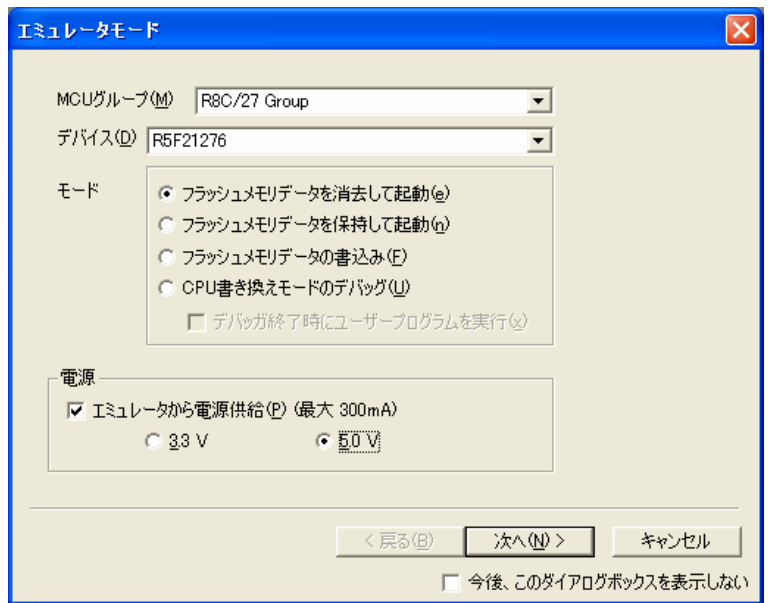 エミュレータモード
MCUグループ(M) R8C/27 Group
デバイス(D) R5F21276
モード
フラッシュメモリデータを消去して起動(e)
フラッシュメモリデータを保持して起動(n)
フラッシュメモリデータの書込み(F)
CPU書き換えモードのデバッグ(U)
デバッガ終了時にユーザープログラムを実行(x)
電源
エミュレータから電源供給(P) (最大 300mA)
3.3 V 5.0 V
< 戻る(B) 次へ(N) > キャンセル
今後、このダイアログボックスを表示しない